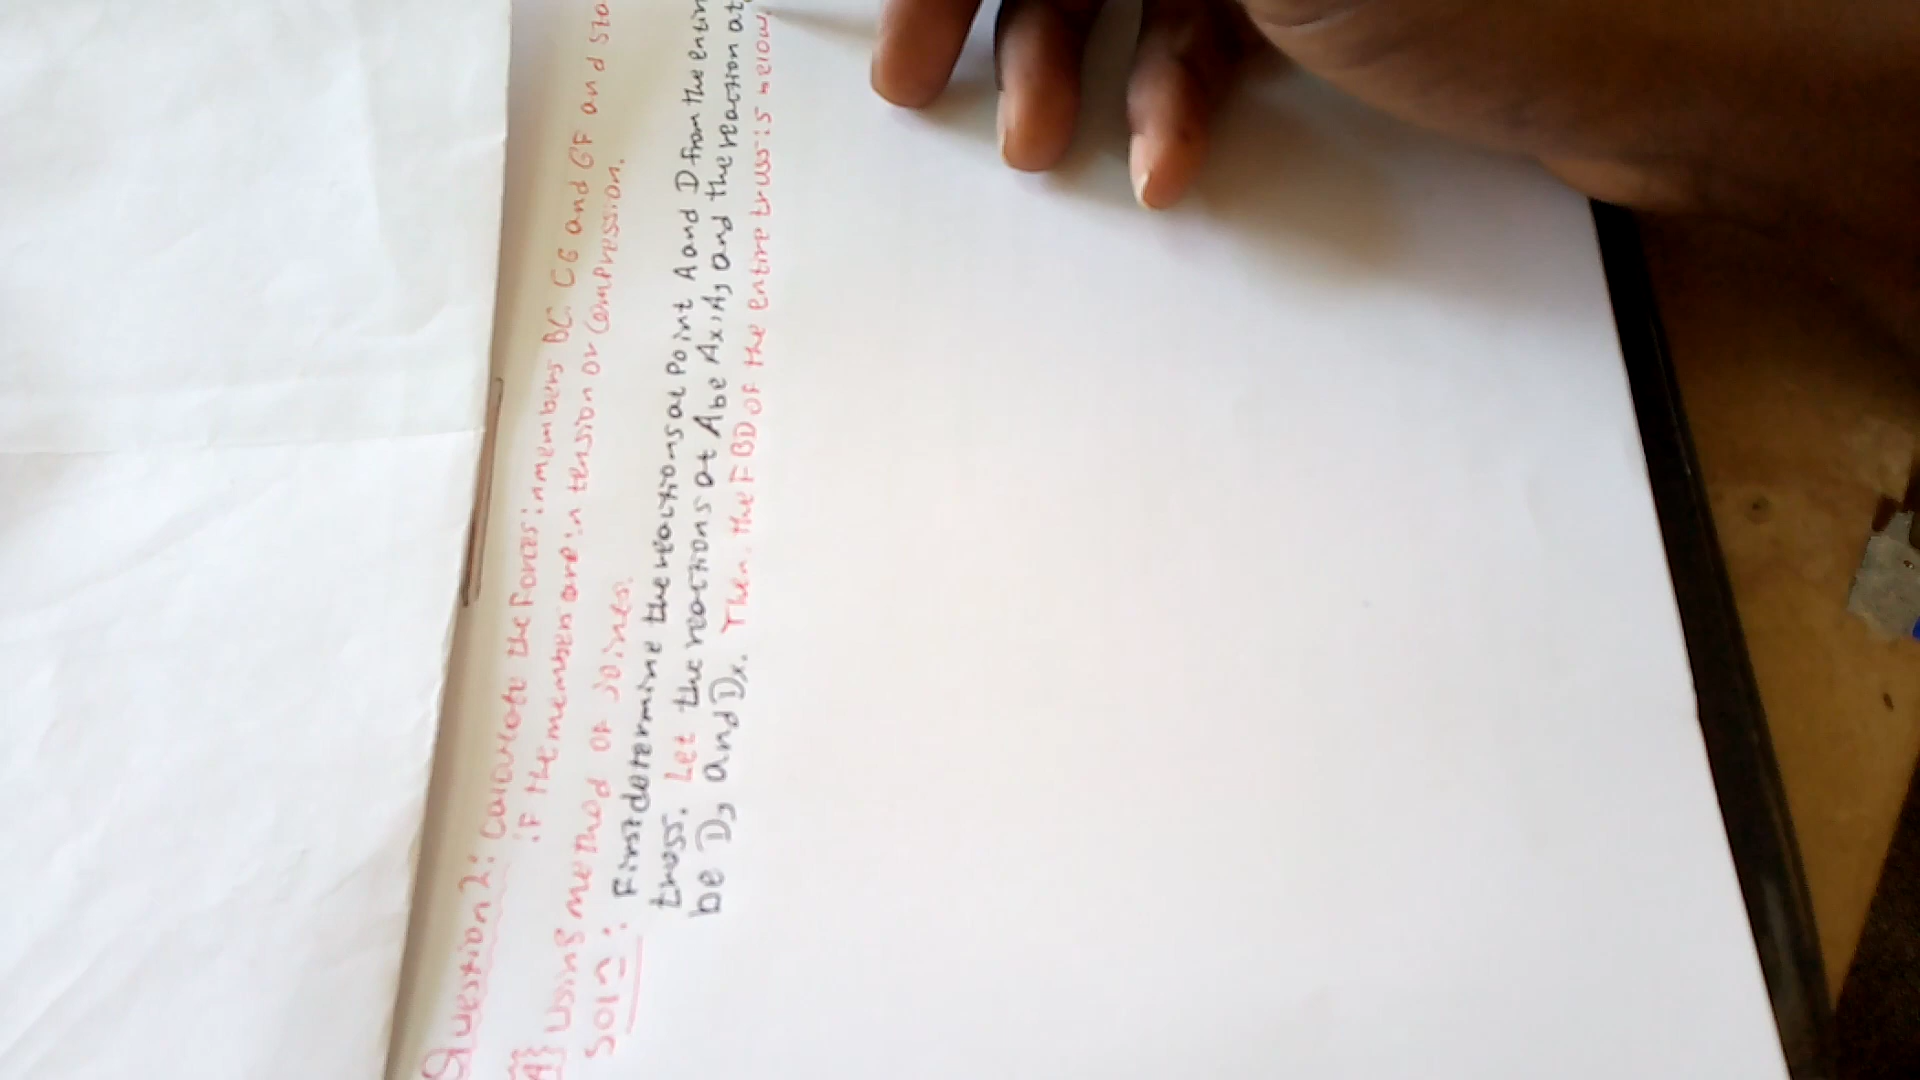 Question 2: Calculate the forces in members BC. CG and GF and sta
if the members are in tension or compression.
A} Using method of joints.
Soln: First determine the reactions at Point A and D from the entir
truss. Let the reactions at A be Ax, Ay and the reaction at
be Dy and Dx. Then, the FBD of the entire truss is below